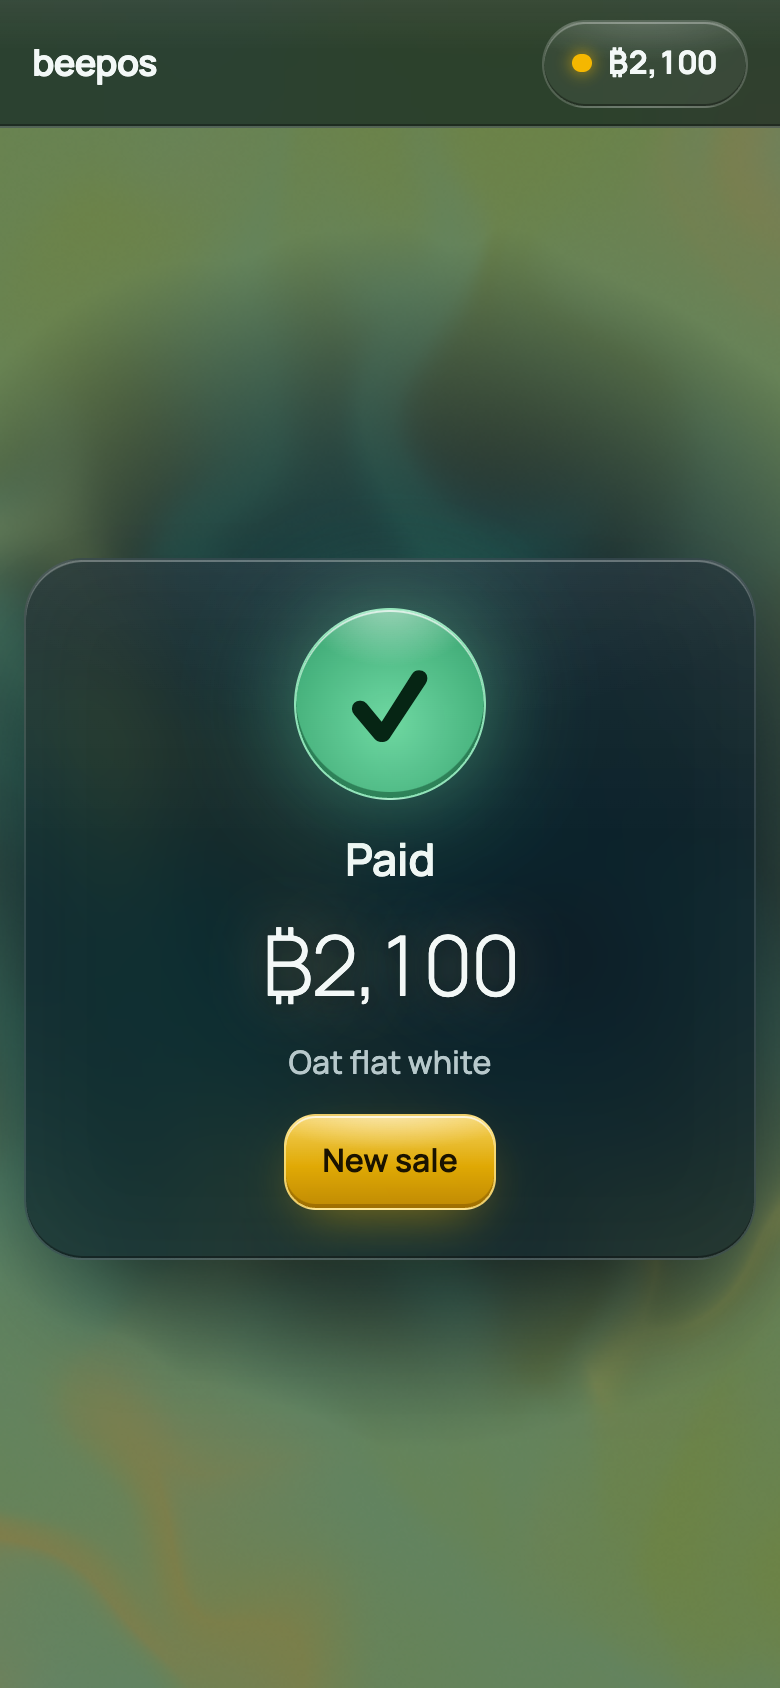 beepos
₿2,100
Paid
₿2,100
Oat flat white
New sale